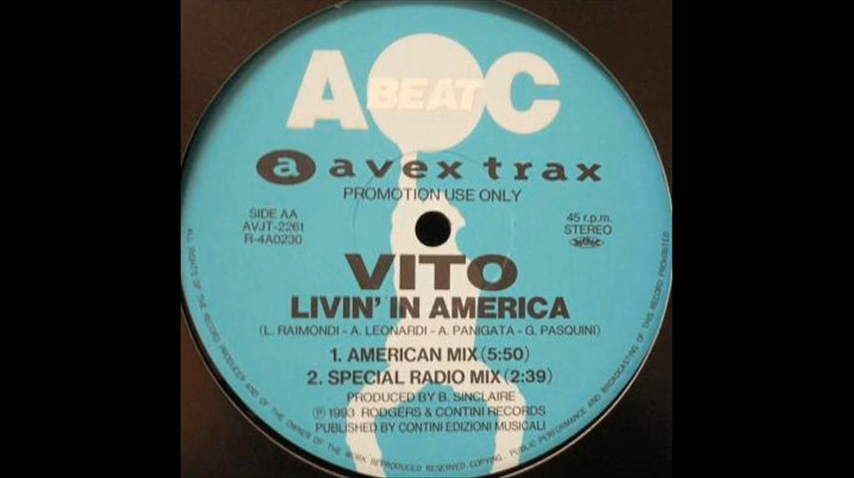 A BEAT C
a avex trax
PROMOTION USE ONLY
SIDE AA
AVJT-2261
R-4A0230
45 r.p.m.
STEREO
VITO
LIVIN' IN AMERICA
(L. RAIMONDI - A. LEONARDI - A. PANIGATA - G. PASQUINI)
1. AMERICAN MIX (5:50)
2. SPECIAL RADIO MIX (2:39)
PRODUCED BY B. SINCLAIRE
Ⓟ 1993 RODGERS & CONTINI RECORDS
PUBLISHED BY CONTINI EDIZIONI MUSICALI
ALL RIGHTS OF THE RECORD PRODUCER AND OF THE OWNER OF THE WORK REPRODUCED RESERVED. COPYING, PUBLIC PERFORMANCE AND BROADCASTING OF THIS RECORD PROHIBITED